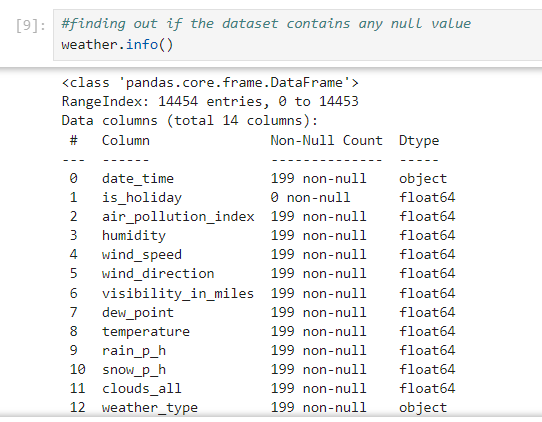 [9]: #finding out if the dataset contains any null value
weather.info()
<class 'pandas.core.frame.DataFrame'>
RangeIndex: 14454 entries, 0 to 14453
Data columns (total 14 columns):
 #   Column               Non-Null Count  Dtype
---  ------               --------------  -----
 0   date_time            199 non-null    object
 1   is_holiday           0 non-null      float64
 2   air_pollution_index  199 non-null    float64
 3   humidity             199 non-null    float64
 4   wind_speed           199 non-null    float64
 5   wind_direction       199 non-null    float64
 6   visibility_in_miles  199 non-null    float64
 7   dew_point            199 non-null    float64
 8   temperature          199 non-null    float64
 9   rain_p_h             199 non-null    float64
 10  snow_p_h             199 non-null    float64
 11  clouds_all           199 non-null    float64
 12  weather_type         199 non-null    object